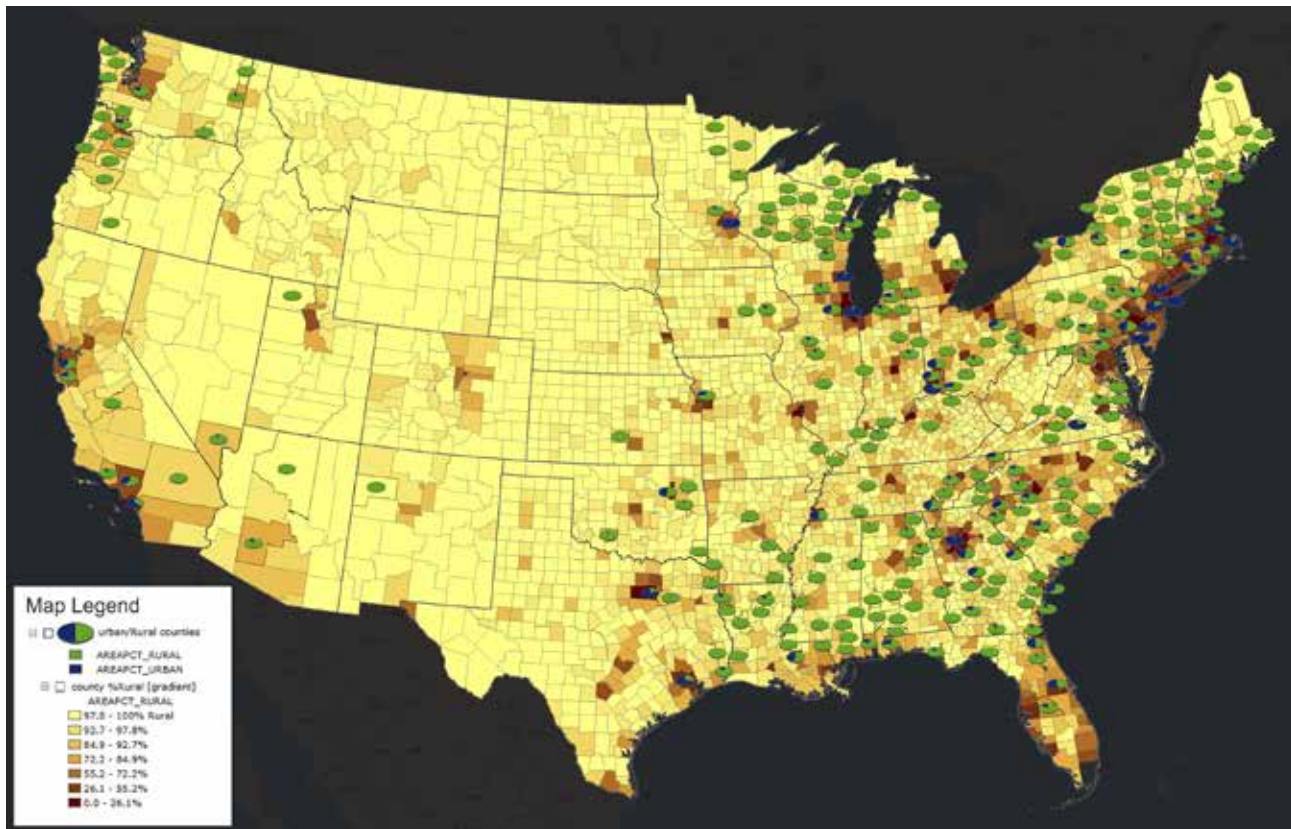 Map Legend
urban/Rural counties
AREAPCT_RURAL
AREAPCT_URBAN
county %Rural (gradient)
AREAPCT_RURAL
97.8 - 100% Rural
92.7 - 97.8%
84.9 - 92.7%
72.2 - 84.9%
55.2 - 72.2%
26.1 - 55.2%
0.0 - 26.1%